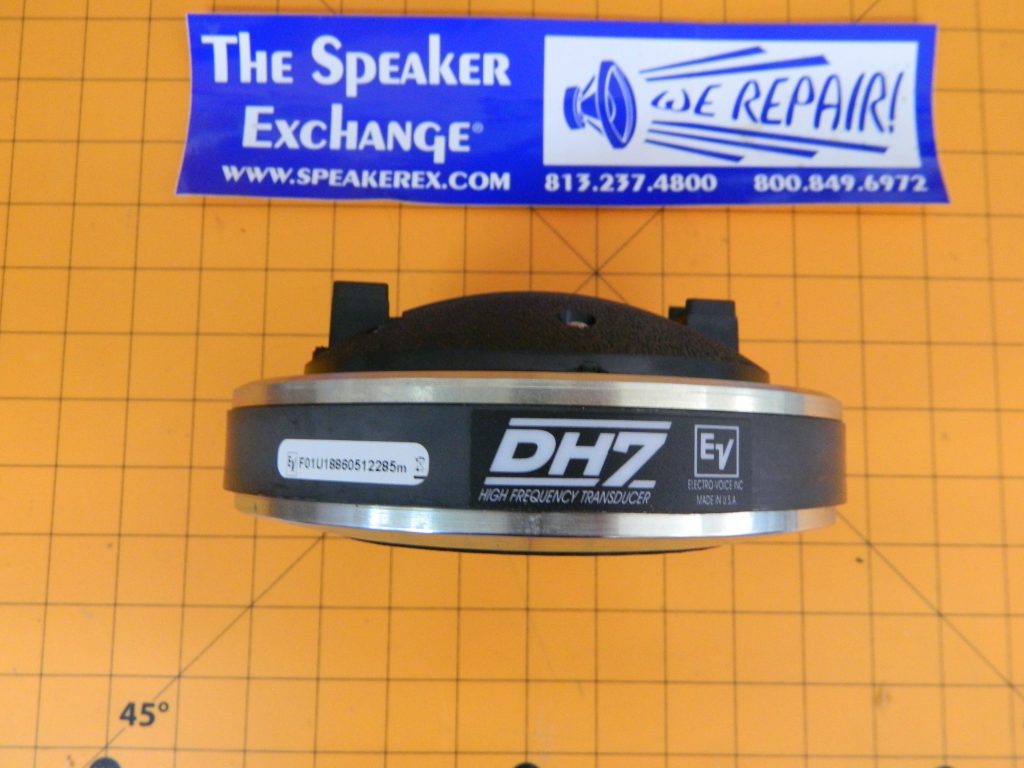 The Speaker
Exchange®
www.speakerex.com
WE REPAIR!
813.237.4800 800.849.6972
EV F01U18860512285m
DH7
HIGH FREQUENCY TRANSDUCER
EV
ELECTRO-VOICE INC
MADE IN U.S.A.
45°